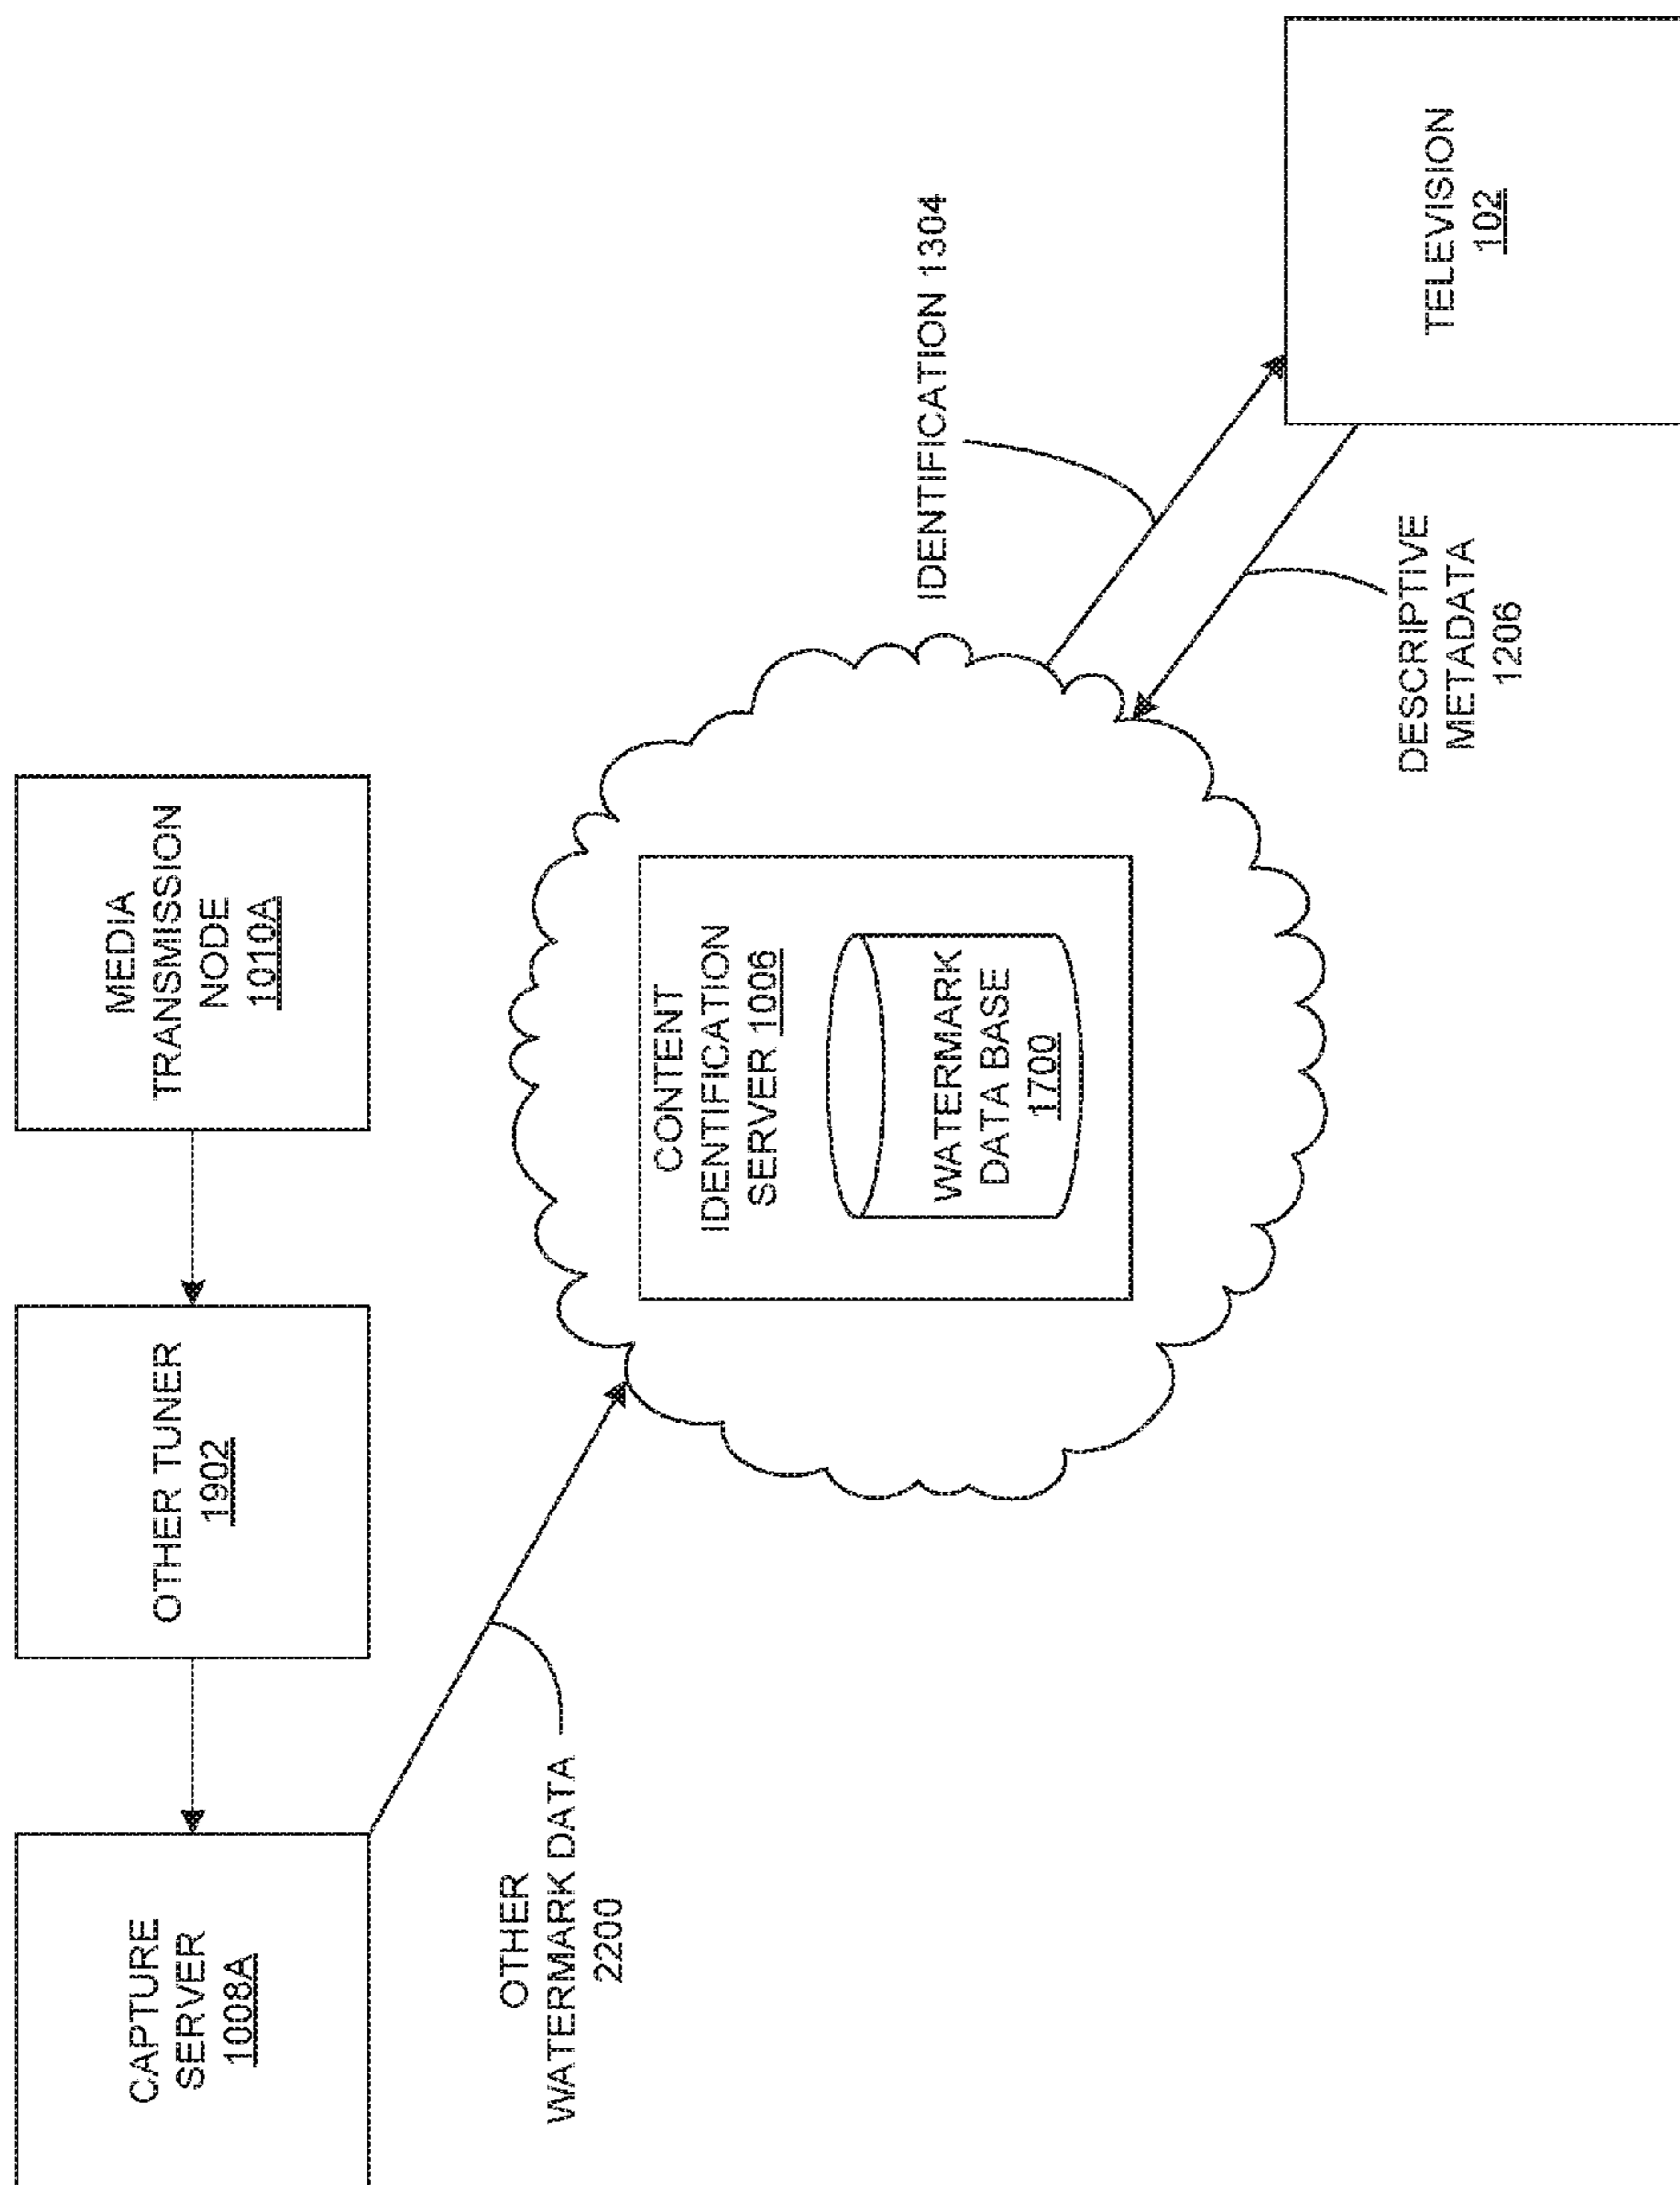 CAPTURE
SERVER
1008A
OTHER TUNER
1902
MEDIA
TRANSMISSION
NODE
1010A
OTHER
WATERMARK DATA
2200
CONTENT
IDENTIFICATION
SERVER 1006
WATERMARK
DATA BASE
1700
IDENTIFICATION 1304
DESCRIPTIVE
METADATA
1206
TELEVISION
102